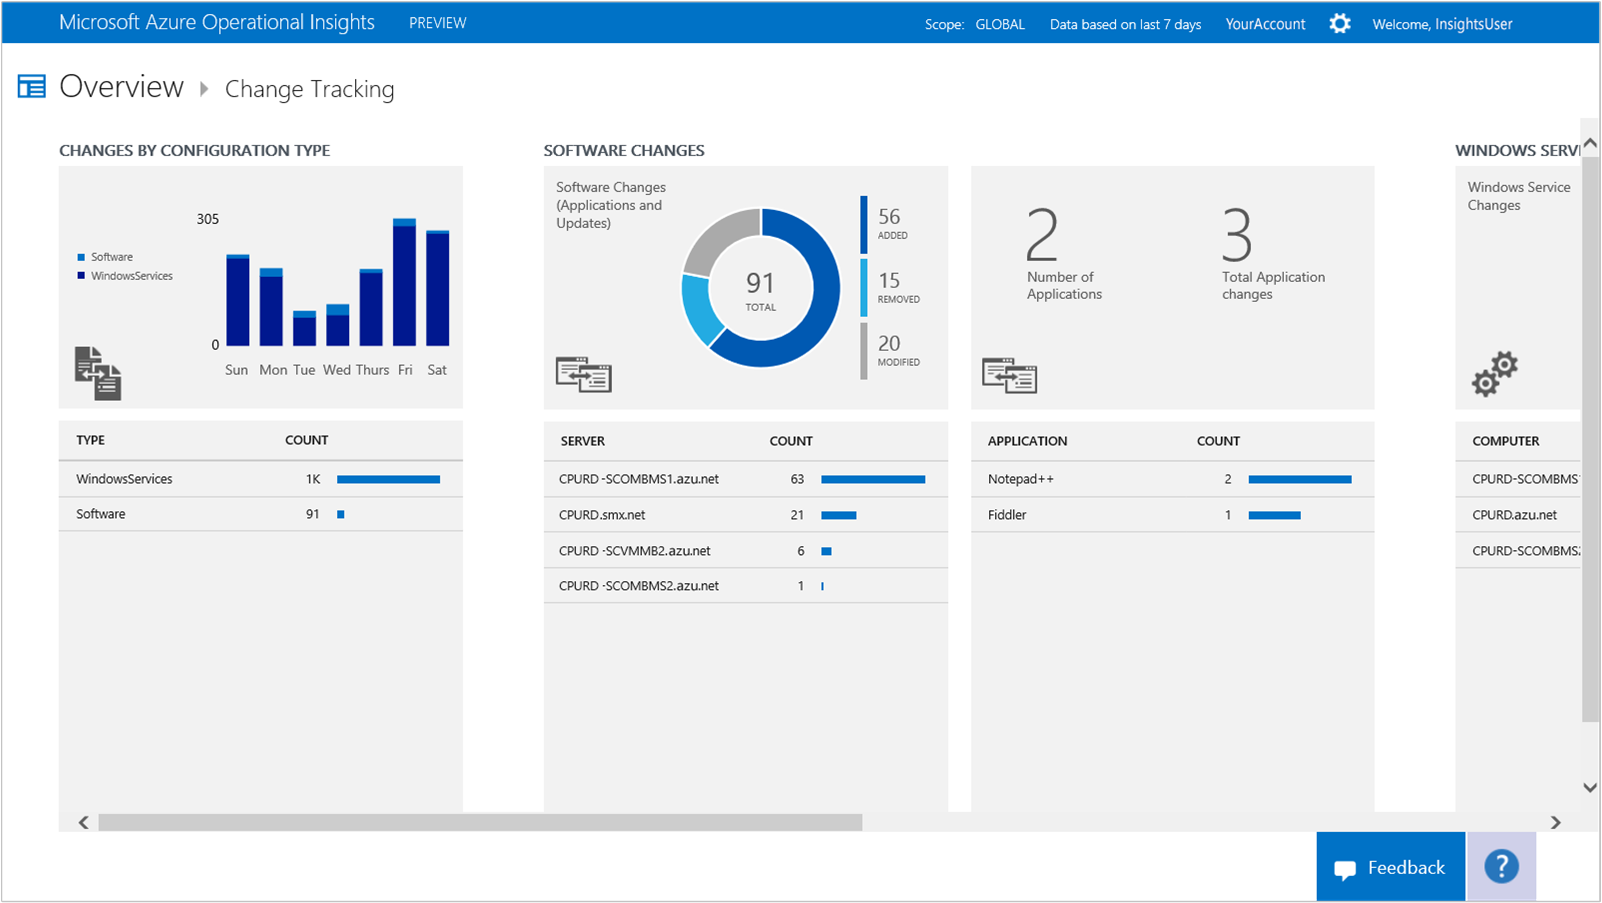 Microsoft Azure Operational Insights PREVIEW Scope: GLOBAL Data based on last 7 days YourAccount Welcome, InsightsUser
Overview Change Tracking
CHANGES BY CONFIGURATION TYPE
305
Software
WindowsServices
0
Sun Mon Tue Wed Thurs Fri Sat
TYPE COUNT
WindowsServices 1K
Software 91
SOFTWARE CHANGES
Software Changes
(Applications and
Updates)
91
TOTAL
56
ADDED
15
REMOVED
20
MODIFIED
SERVER COUNT
CPURD -SCOMBMS1.azu.net 63
CPURD.smx.net 21
CPURD -SCVMMB2.azu.net 6
CPURD -SCOMBMS2.azu.net 1
2
Number of
Applications
3
Total Application
changes
APPLICATION COUNT
Notepad++ 2
Fiddler 1
WINDOWS SERVI
Windows Service
Changes
COMPUTER
CPURD-SCOMBMS1
CPURD.azu.net
CPURD-SCOMBMS2
Feedback
?